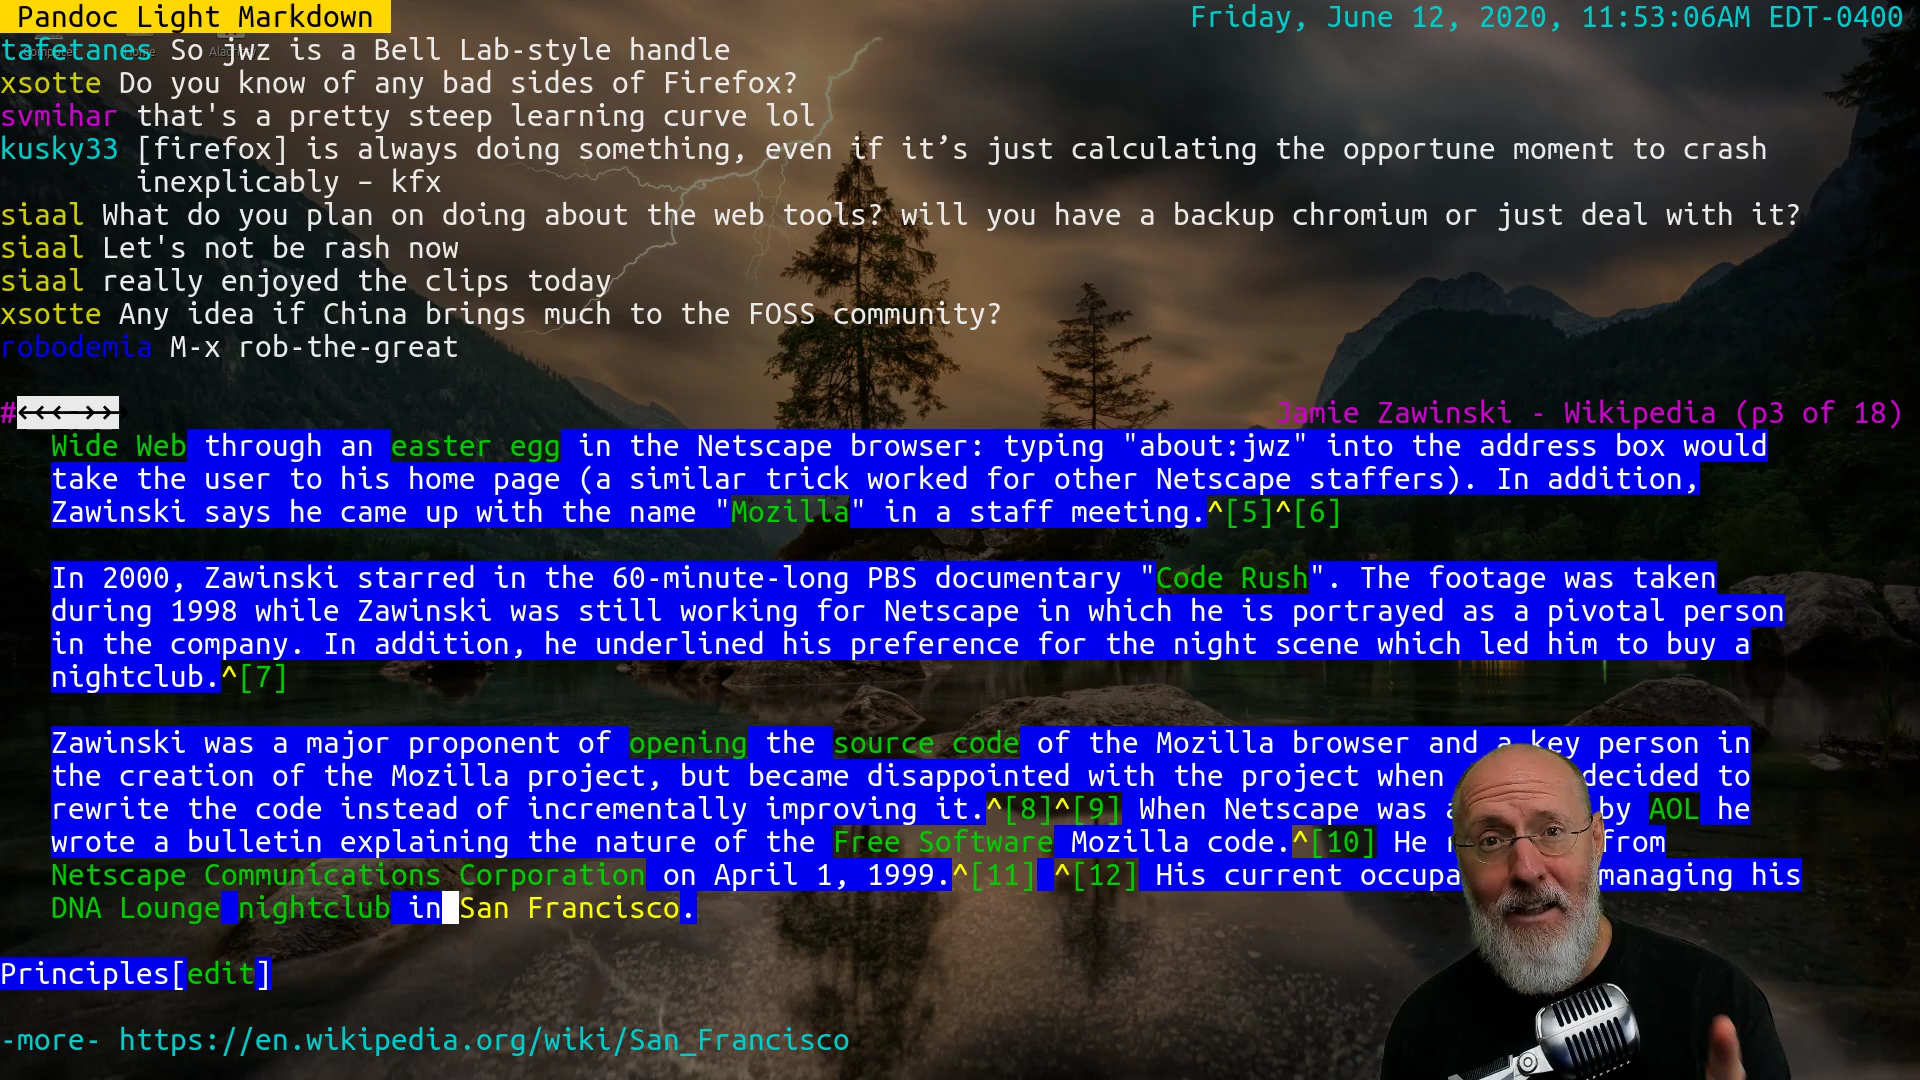 Pandoc Light Markdown
Friday, June 12, 2020, 11:53:06AM EDT-0400
tafetanes So jwz is a Bell Lab-style handle
xsotte Do you know of any bad sides of Firefox?
svmihar that's a pretty steep learning curve lol
kusky33 [firefox] is always doing something, even if it’s just calculating the opportune moment to crash
inexplicably – kfx
siaal What do you plan on doing about the web tools? will you have a backup chromium or just deal with it?
siaal Let's not be rash now
siaal really enjoyed the clips today
xsotte Any idea if China brings much to the FOSS community?
robodemia M-x rob-the-great
#
Jamie Zawinski - Wikipedia (p3 of 18)
Wide Web through an easter egg in the Netscape browser: typing "about:jwz" into the address box would
take the user to his home page (a similar trick worked for other Netscape staffers). In addition,
Zawinski says he came up with the name "Mozilla" in a staff meeting.^[5]^[6]
In 2000, Zawinski starred in the 60-minute-long PBS documentary "Code Rush". The footage was taken
during 1998 while Zawinski was still working for Netscape in which he is portrayed as a pivotal person
in the company. In addition, he underlined his preference for the night scene which led him to buy a
nightclub.^[7]
Zawinski was a major proponent of opening the source code of the Mozilla browser and a key person in
the creation of the Mozilla project, but became disappointed with the project when decided to
rewrite the code instead of incrementally improving it.^[8]^[9] When Netscape was by AOL he
wrote a bulletin explaining the nature of the Free Software Mozilla code.^[10] He from
Netscape Communications Corporation on April 1, 1999.^[11] ^[12] His current managing his
DNA Lounge nightclub in San Francisco.
Principles[edit]
-more- https://en.wikipedia.org/wiki/San_Francisco